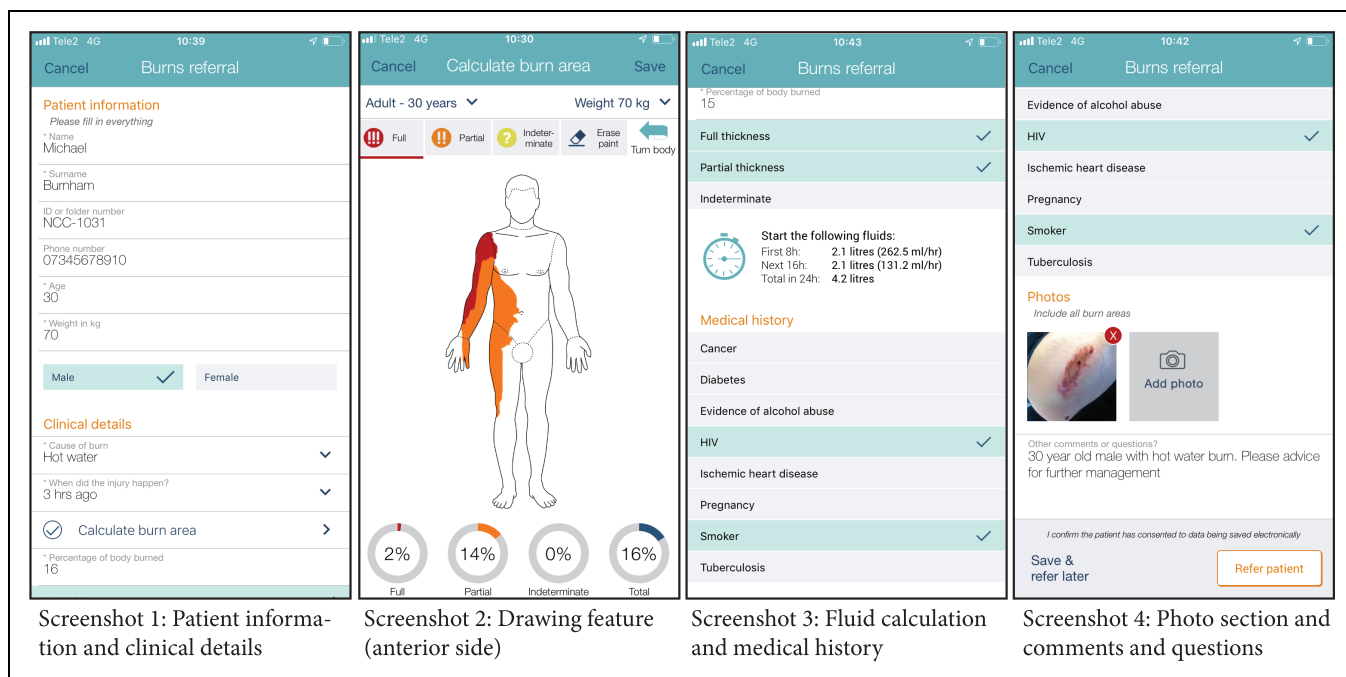 Tele2 4G 10:39
Cancel Burns referral
Patient information
Please fill in everything
* Name
Michael
* Surname
Burnham
ID or folder number
NCC-1031
Phone number
07345678910
* Age
30
* Weight in kg
70
Male Female
Clinical details
* Cause of burn
Hot water
* When did the injury happen?
3 hrs ago
Calculate burn area
* Percentage of body burned
16
Screenshot 1: Patient informa-
tion and clinical details
Tele2 4G 10:30
Cancel Calculate burn area Save
Adult - 30 years Weight 70 kg
!!! Full !! Partial ? Indeter-
minate Erase
paint Turn body
2% 14% 0% 16%
Full Partial Indeterminate Total
Screenshot 2: Drawing feature
(anterior side)
Tele2 4G 10:43
Cancel Burns referral
* Percentage of body burned
15
Full thickness
Partial thickness
Indeterminate
Start the following fluids:
First 8h: 2.1 litres (262.5 ml/hr)
Next 16h: 2.1 litres (131.2 ml/hr)
Total in 24h: 4.2 litres
Medical history
Cancer
Diabetes
Evidence of alcohol abuse
HIV
Ischemic heart disease
Pregnancy
Smoker
Tuberculosis
Screenshot 3: Fluid calculation
and medical history
Tele2 4G 10:42
Cancel Burns referral
Evidence of alcohol abuse
HIV
Ischemic heart disease
Pregnancy
Smoker
Tuberculosis
Photos
Include all burn areas
X
Add photo
Other comments or questions?
30 year old male with hot water burn. Please advice
for further management
I confirm the patient has consented to data being saved electronically
Save &
refer later
Refer patient
Screenshot 4: Photo section and
comments and questions